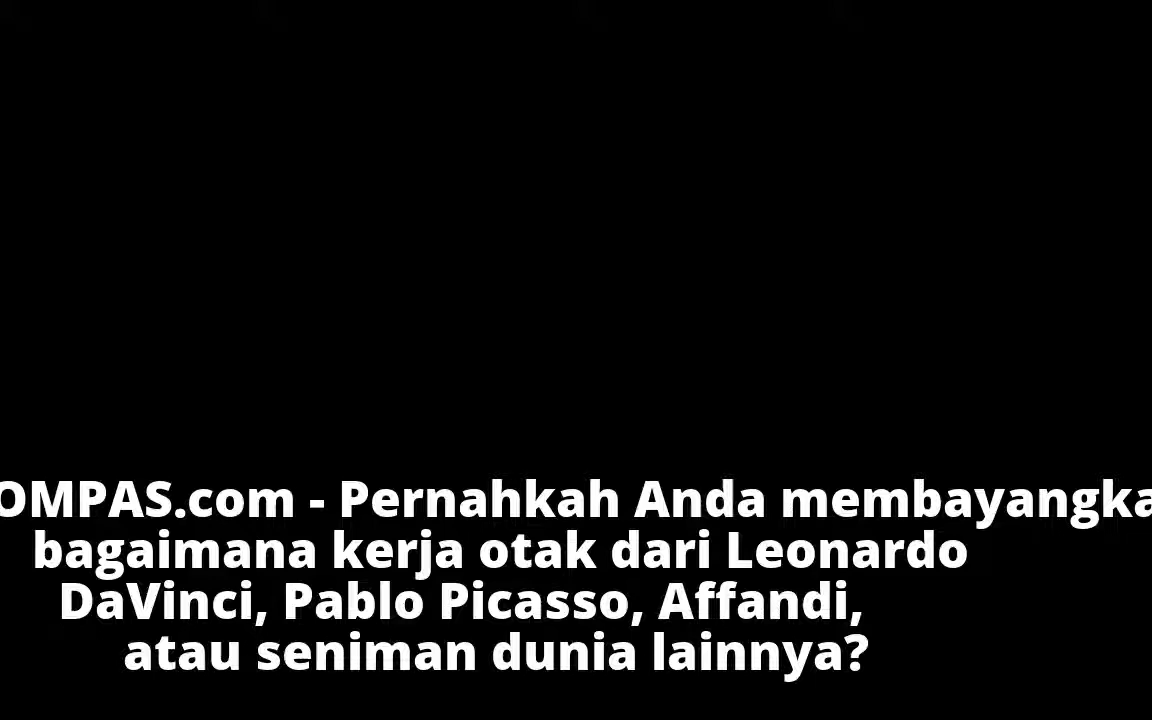 OMPAS.com - Pernahkah Anda membayangka
bagaimana kerja otak dari Leonardo
DaVinci, Pablo Picasso, Affandi,
atau seniman dunia lainnya?